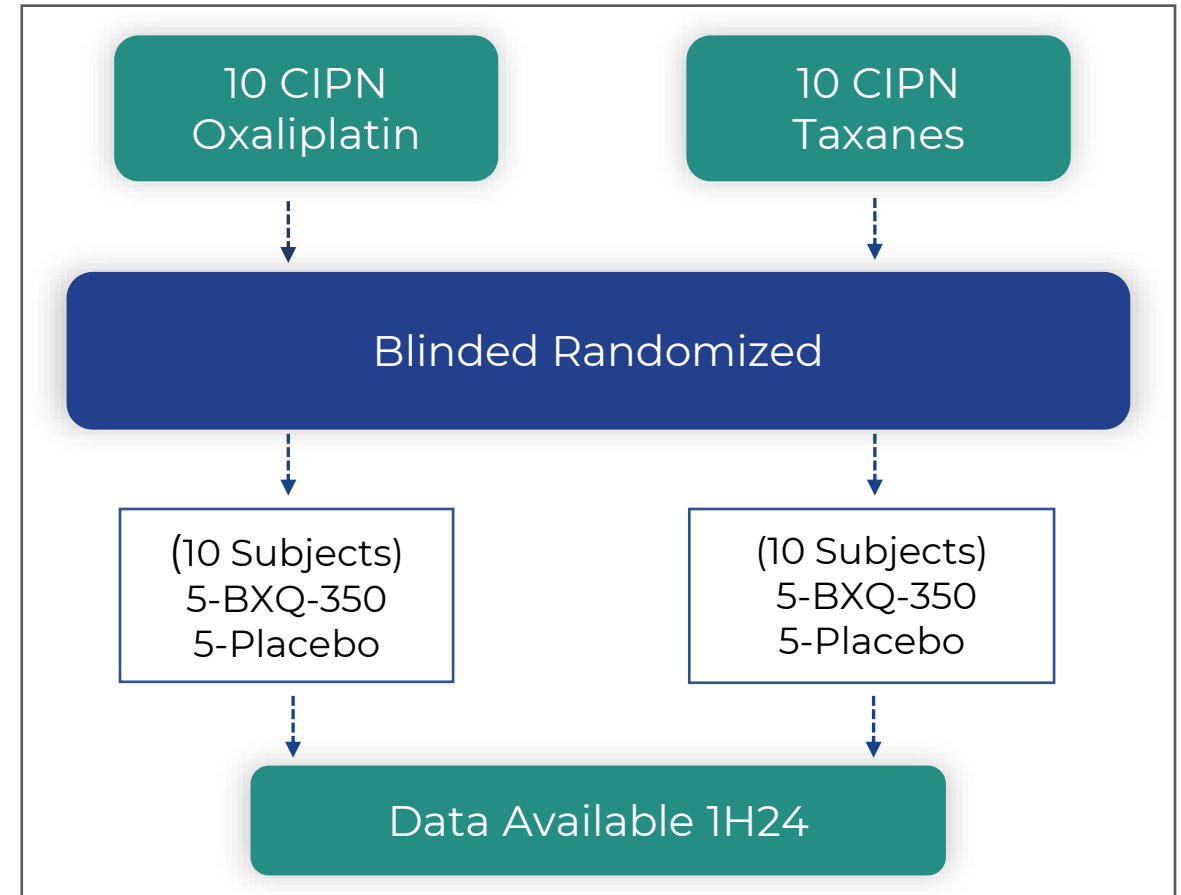 10 CIPN
Oxaliplatin
10 CIPN
Taxanes
Blinded Randomized
(10 Subjects)
5-BXQ-350
5-Placebo
(10 Subjects)
5-BXQ-350
5-Placebo
Data Available 1H24